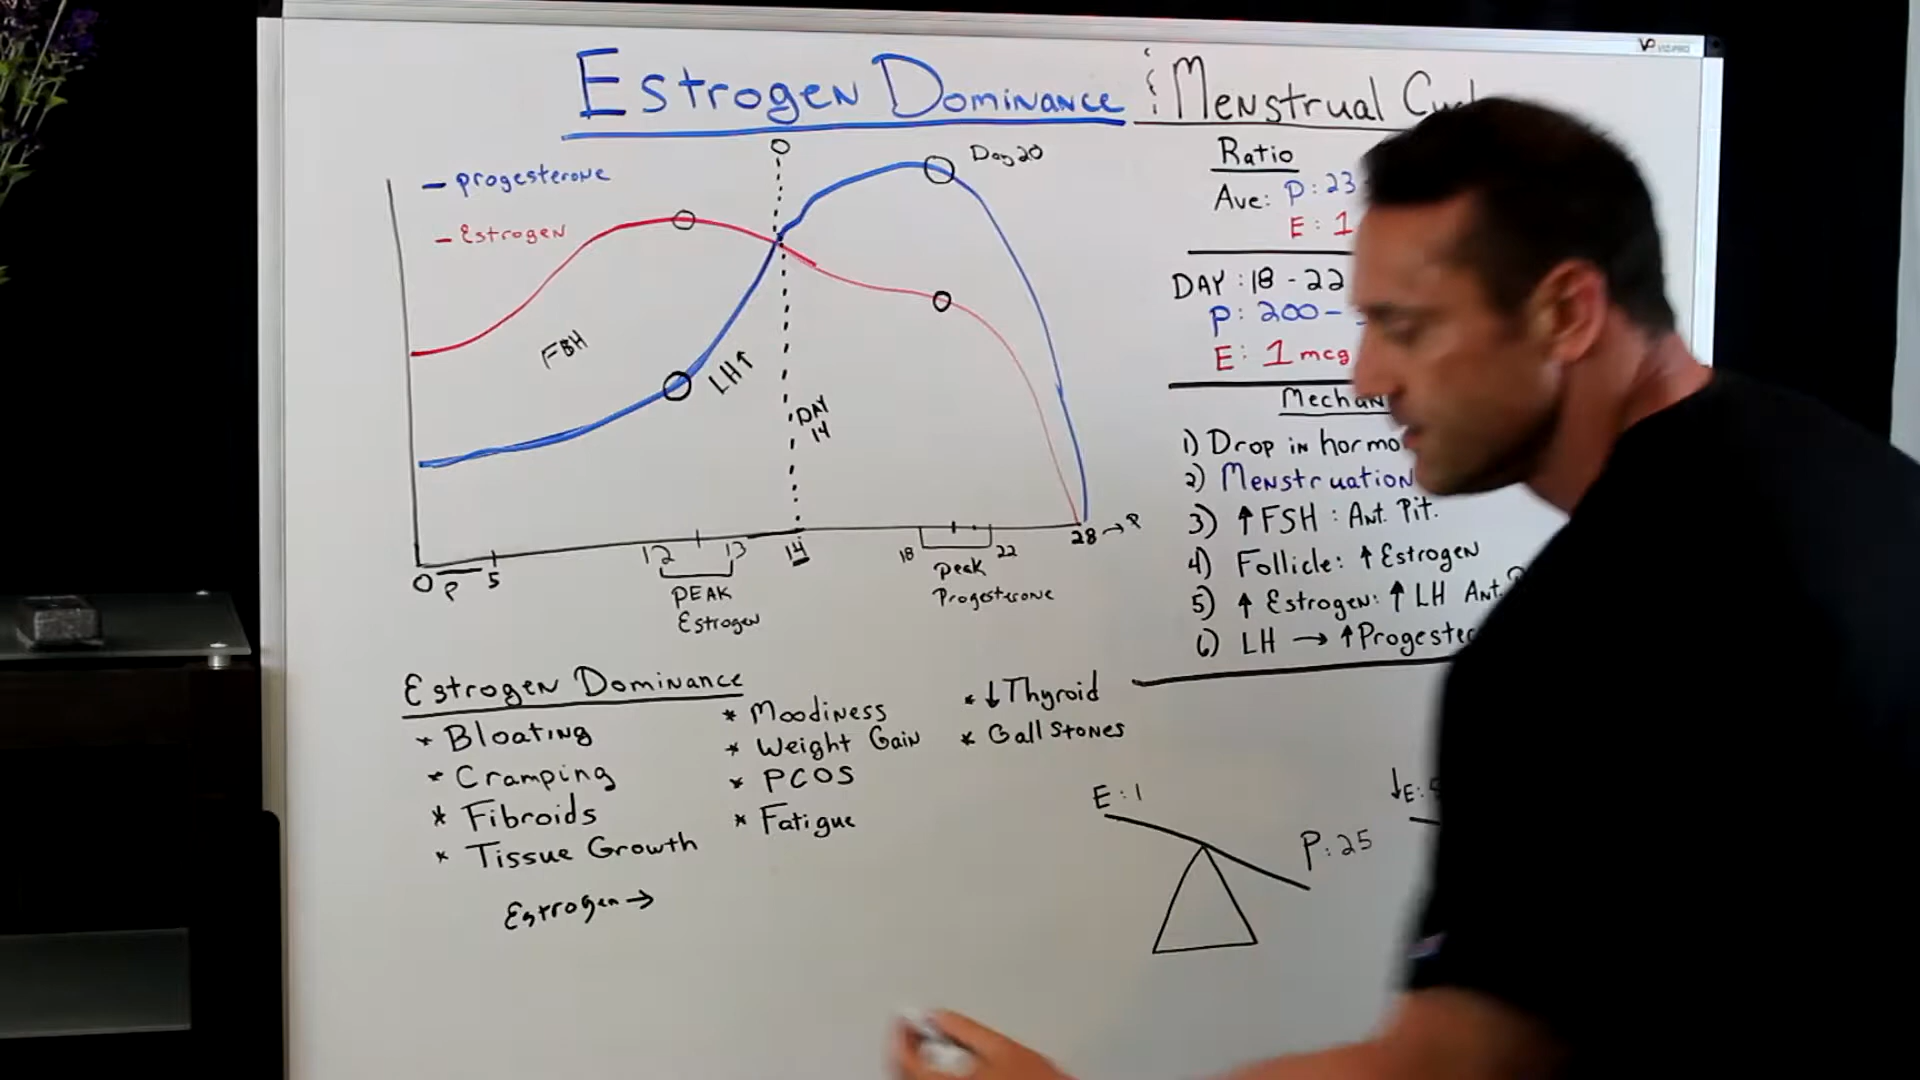 VIZ-PRO
Estrogen Dominance & Menstrual
— Progesterone
— Estrogen
O
Day 20
FSH
LH↑
DAY
14
0 P 5
12 13
14
18 22
28 → P
PEAK
Estrogen
Peak
Progesterone
Ratio
Ave: P: 23
E: 1
DAY: 18-22
P: 200-
E: 1 mcg
Mechan
1) Drop in hormo
2) Menstruation
3) ↑FSH: Ant. Pit.
4) Follicle: ↑Estrogen
5) ↑ Estrogen: ↑ LH Ant.
6) LH → ↑Progeste
Estrogen Dominance
* Bloating
* Cramping
* Fibroids
* Tissue Growth
* Moodiness
* Weight Gain
* PCOS
* Fatigue
* ↓Thyroid
* Gall Stones
Estrogen →
E: 1
P: 25
↓E: